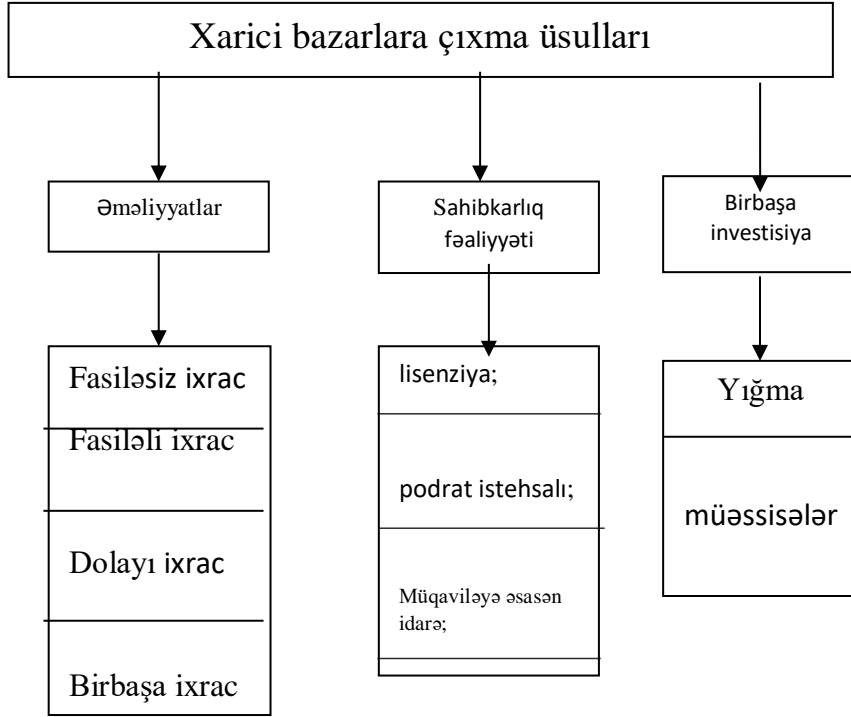 Xarici bazarlara çıxma üsulları
Əməliyyatlar
Sahibkarlıq
fəaliyyəti
Birbaşa
investisiya
Fasiləsiz ixrac
Fasiləli ixrac
Dolayı ixrac
Birbaşa ixrac
lisenziya;
podrat istehsalı;
Müqaviləyə əsasən
idarə;
Yığma
müəssisələr